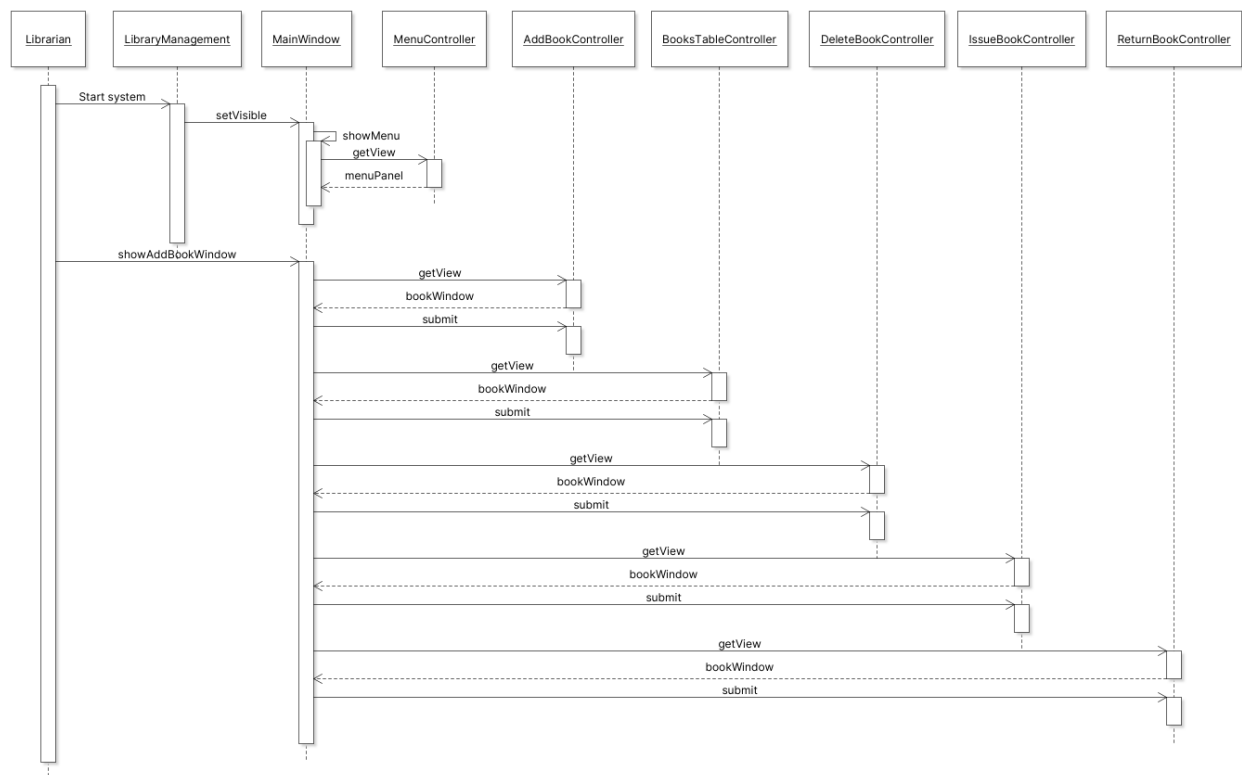 Librarian
LibraryManagement
MainWindow
MenuController
AddBookController
BooksTableController
DeleteBookController
IssueBookController
ReturnBookController
Start system
setVisible
showMenu
getView
menuPanel
showAddBookWindow
getView
bookWindow
submit
getView
bookWindow
submit
getView
bookWindow
submit
getView
bookWindow
submit
getView
bookWindow
submit